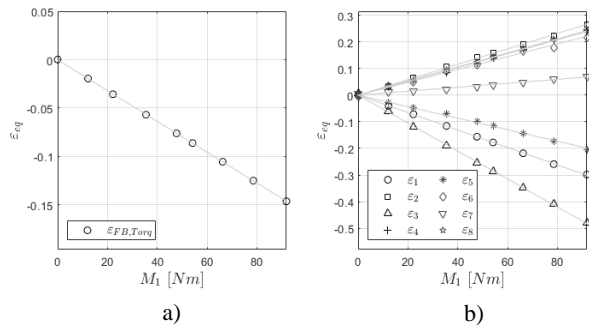 a)
0
-0.05
-0.1
-0.15
ε_eq
ε_FB,Torq
0 20 40 60 80
M_1 [Nm]
a)
b)
0.3
0.2
0.1
0
-0.1
-0.2
-0.3
-0.4
-0.5
ε_eq
ε_1 ε_5
ε_2 ε_6
ε_3 ε_7
ε_4 ε_8
0 20 40 60 80
M_1 [Nm]
b)